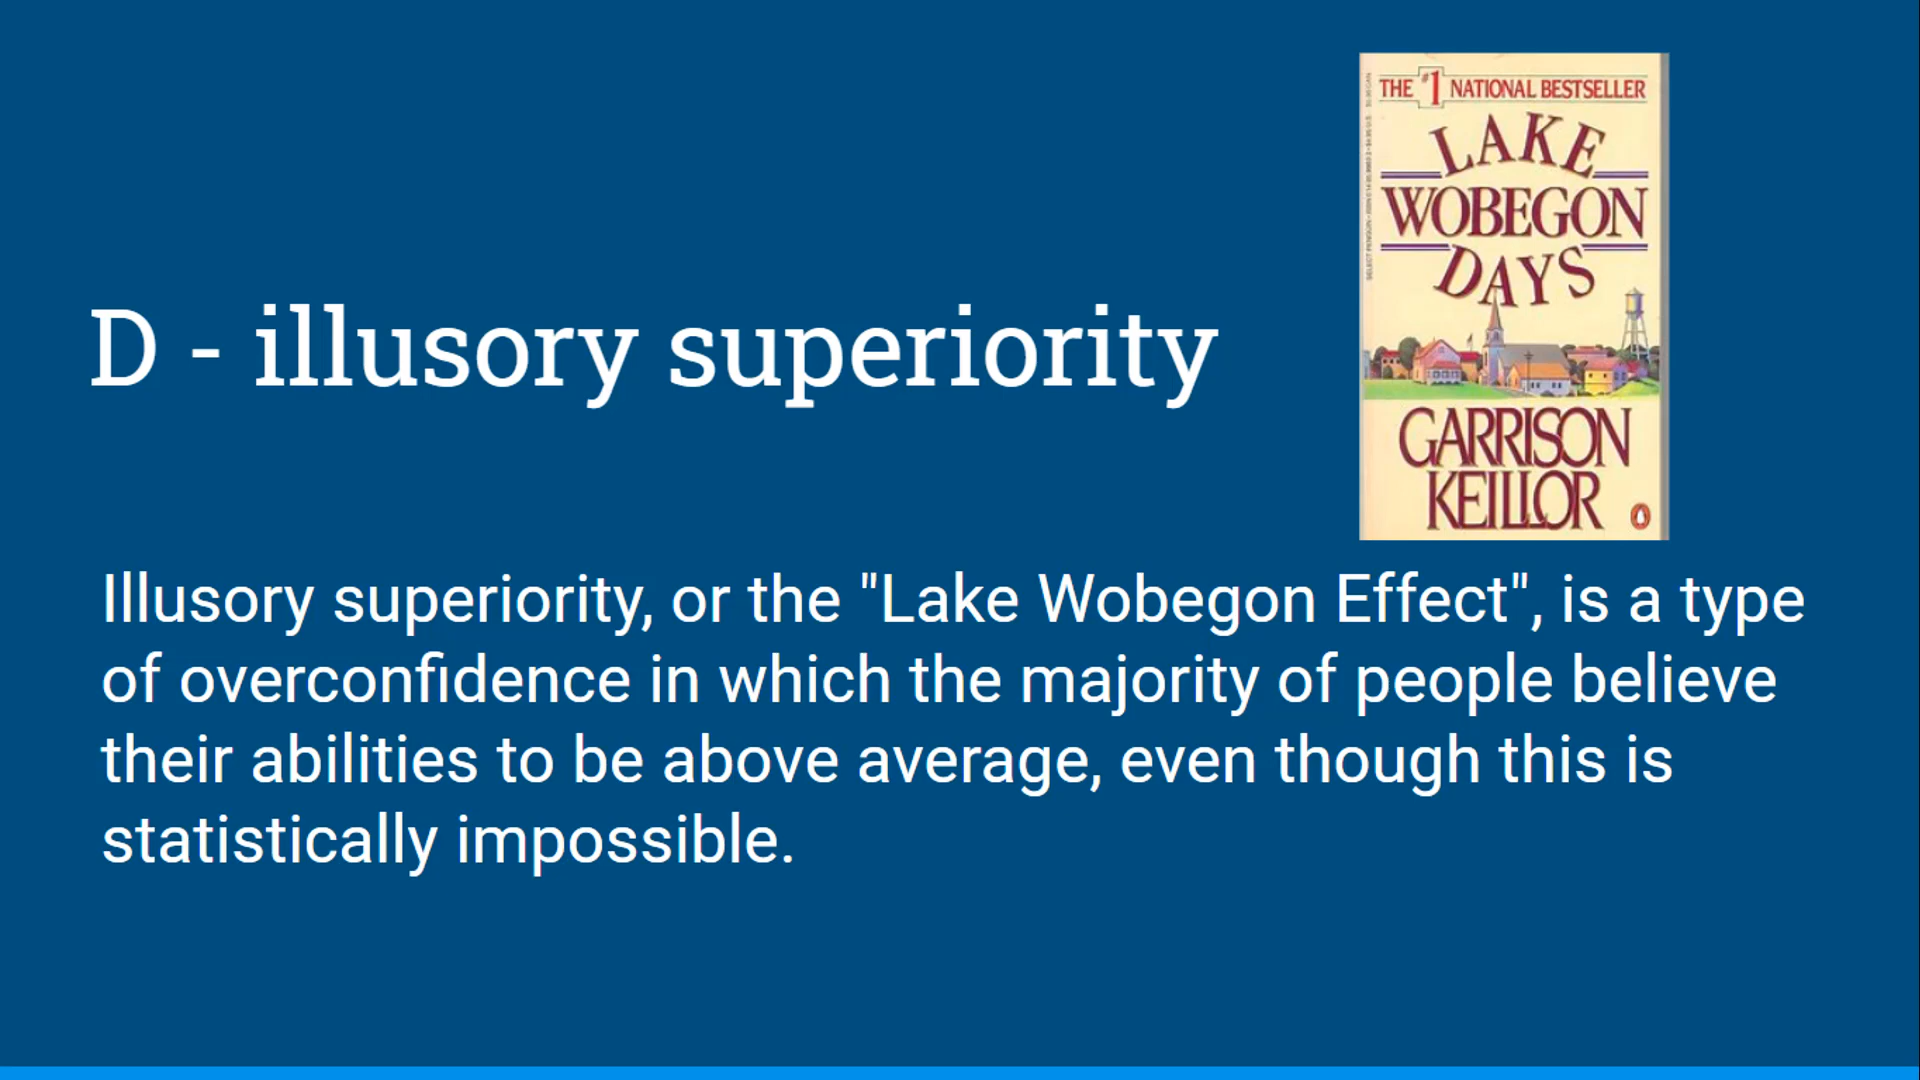 D - illusory superiority
THE #1 NATIONAL BESTSELLER
LAKE
WOBEGON
DAYS
GARRISON
KEILLOR
Illusory superiority, or the "Lake Wobegon Effect", is a type
of overconfidence in which the majority of people believe
their abilities to be above average, even though this is
statistically impossible.